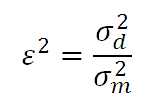 ε² = σ_d² / σ_m²